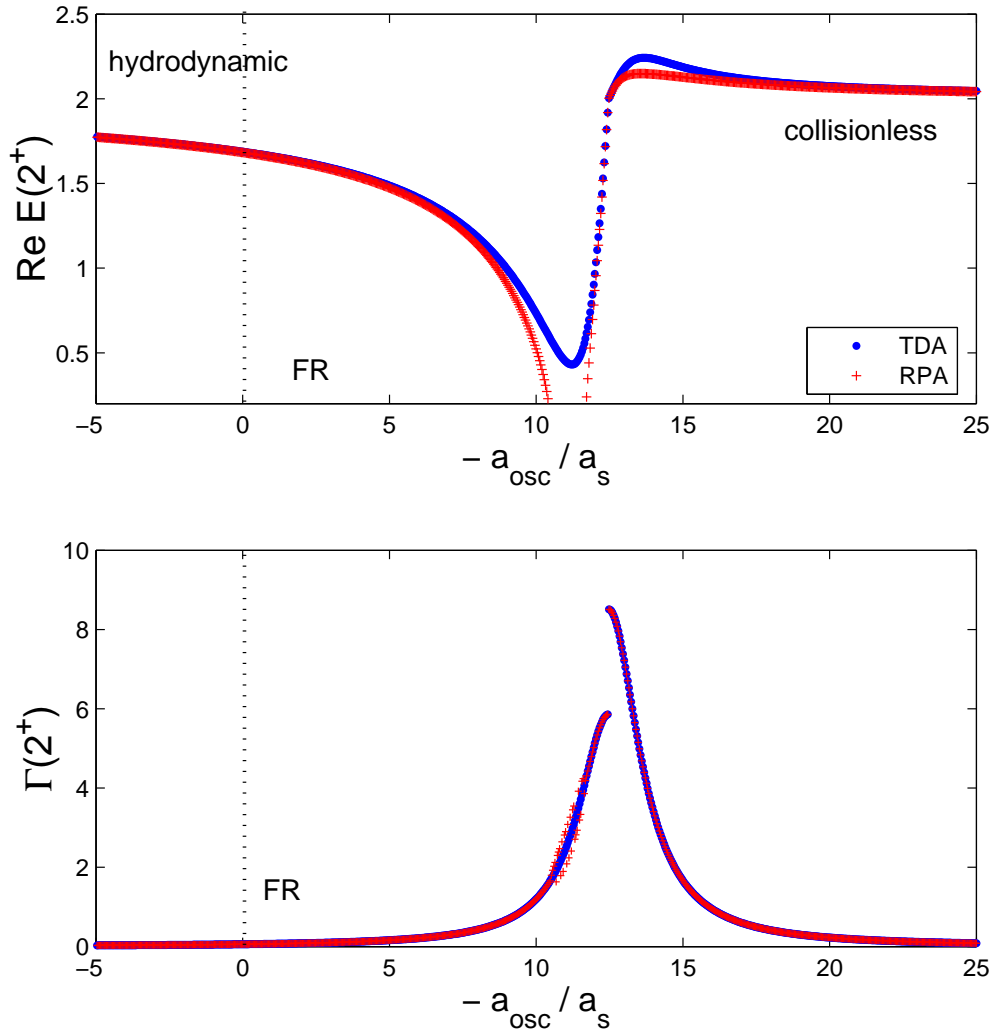 2.5
hydrodynamic
2
collisionless
1.5
Re E(2+)
1
TDA
RPA
FR
0.5
−5 0 5 10 15 20 25
− a_osc / a_s
10
8
6
Γ(2+)
4
2
FR
0
−5 0 5 10 15 20 25
− a_osc / a_s